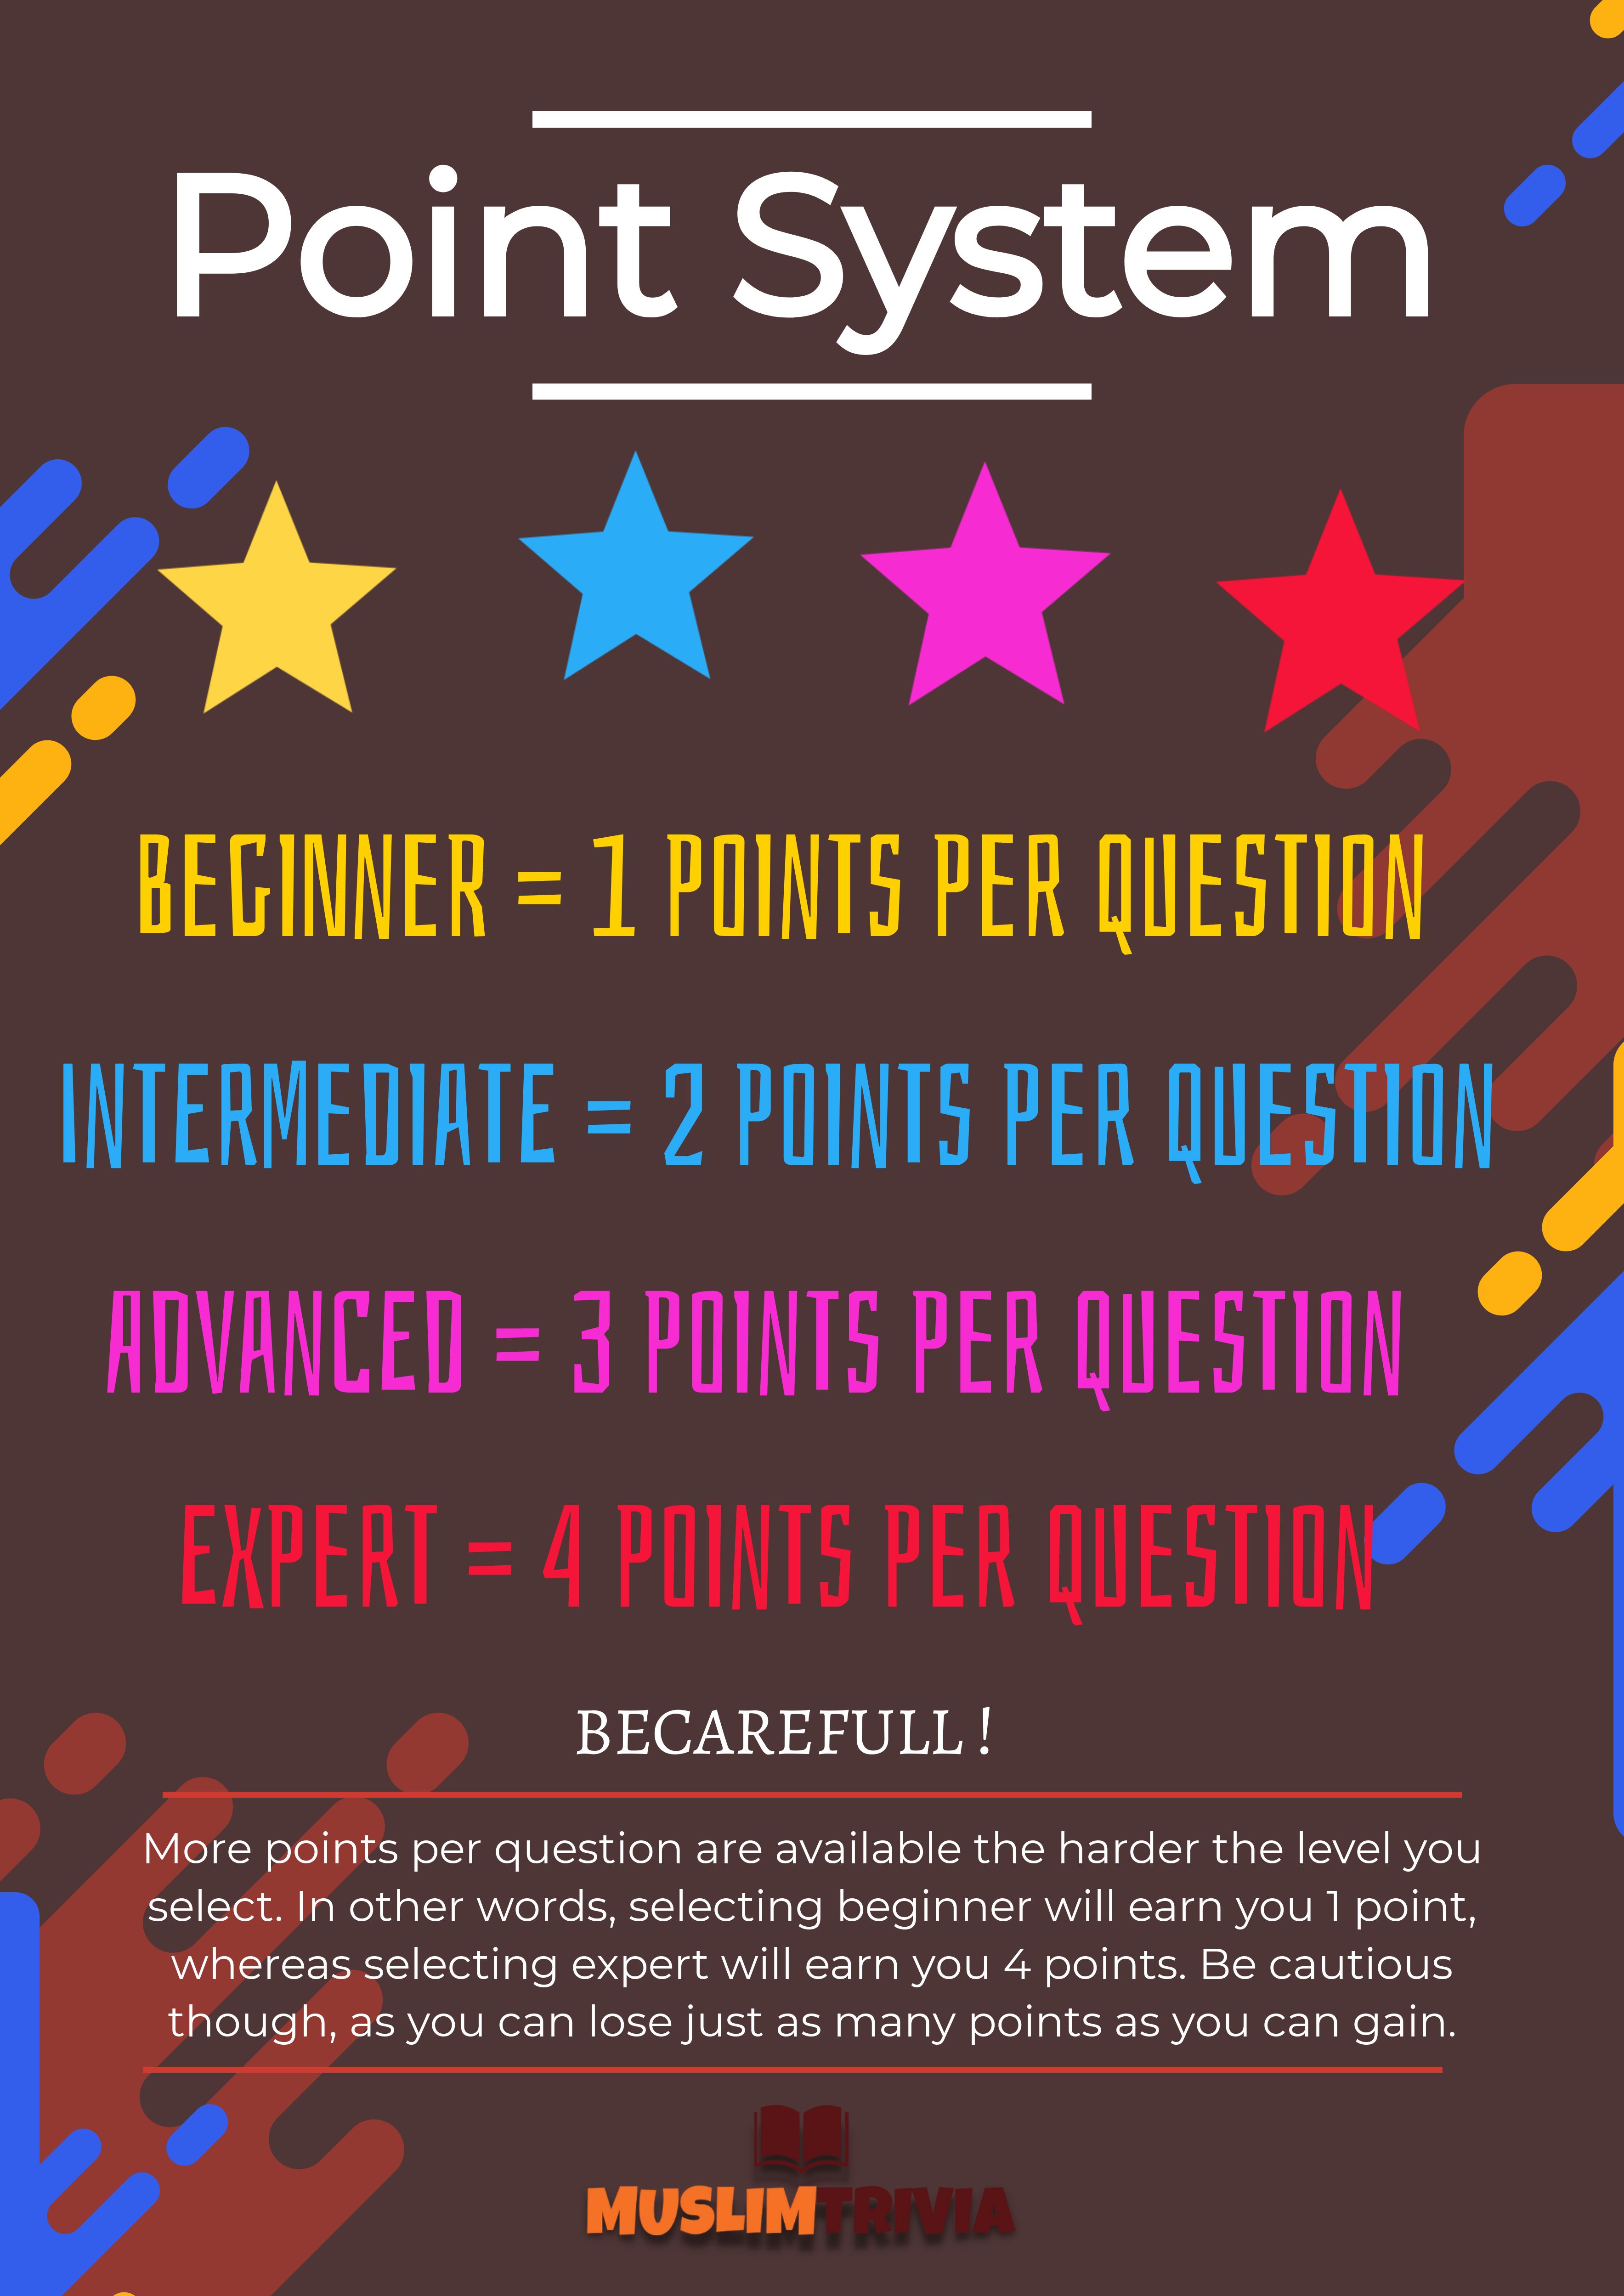 Point System
BEGINNER = 1 POINTS PER QUESTION
INTERMEDIATE = 2 POINTS PER QUESTION
ADVANCED = 3 POINTS PER QUESTION
EXPERT = 4 POINTS PER QUESTION
BECAREFULL !
More points per question are available the harder the level you
select. In other words, selecting beginner will earn you 1 point,
whereas selecting expert will earn you 4 points. Be cautious
though, as you can lose just as many points as you can gain.
MUSLIMTRIVIA